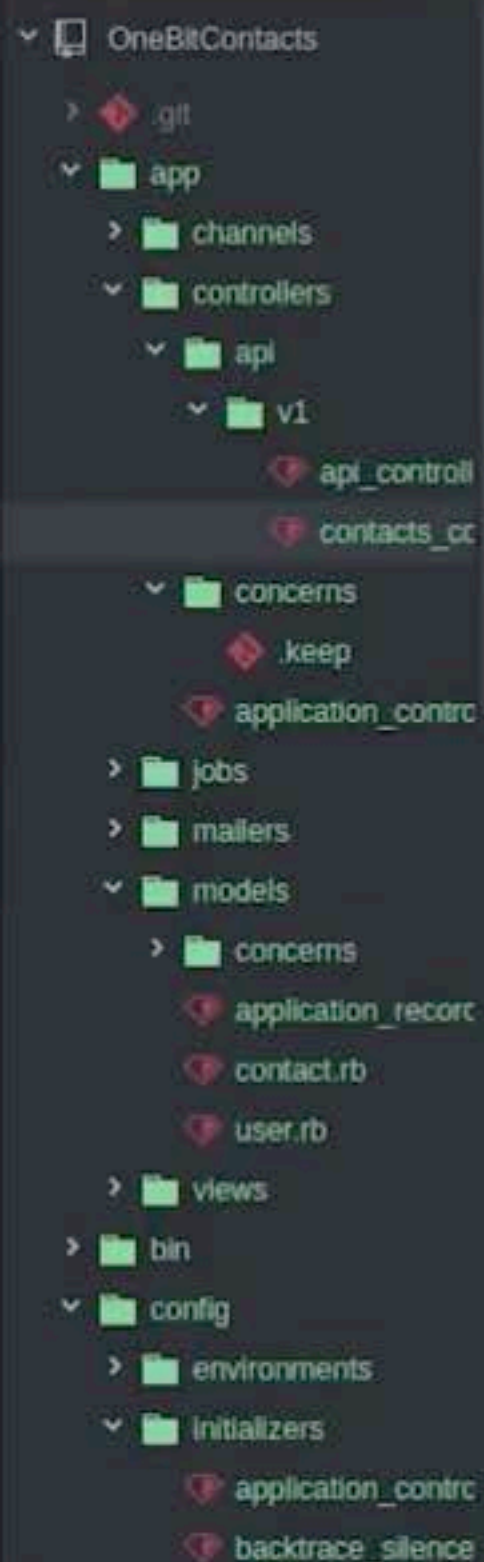 OneBitContacts
.git
app
channels
controllers
api
v1
api_controll
contacts_cc
concerns
.keep
application_contrc
jobs
mailers
models
concerns
application_recorc
contact.rb
user.rb
views
bin
config
environments
initializers
application_contrc
backtrace_silence